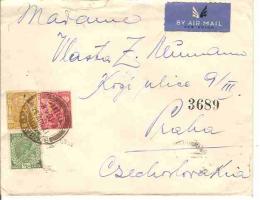 Madame
BY AIR MAIL
Vlasta Z. Neumann
Kozí ulice 9/III.
3689
Praha
Czechoslovakia